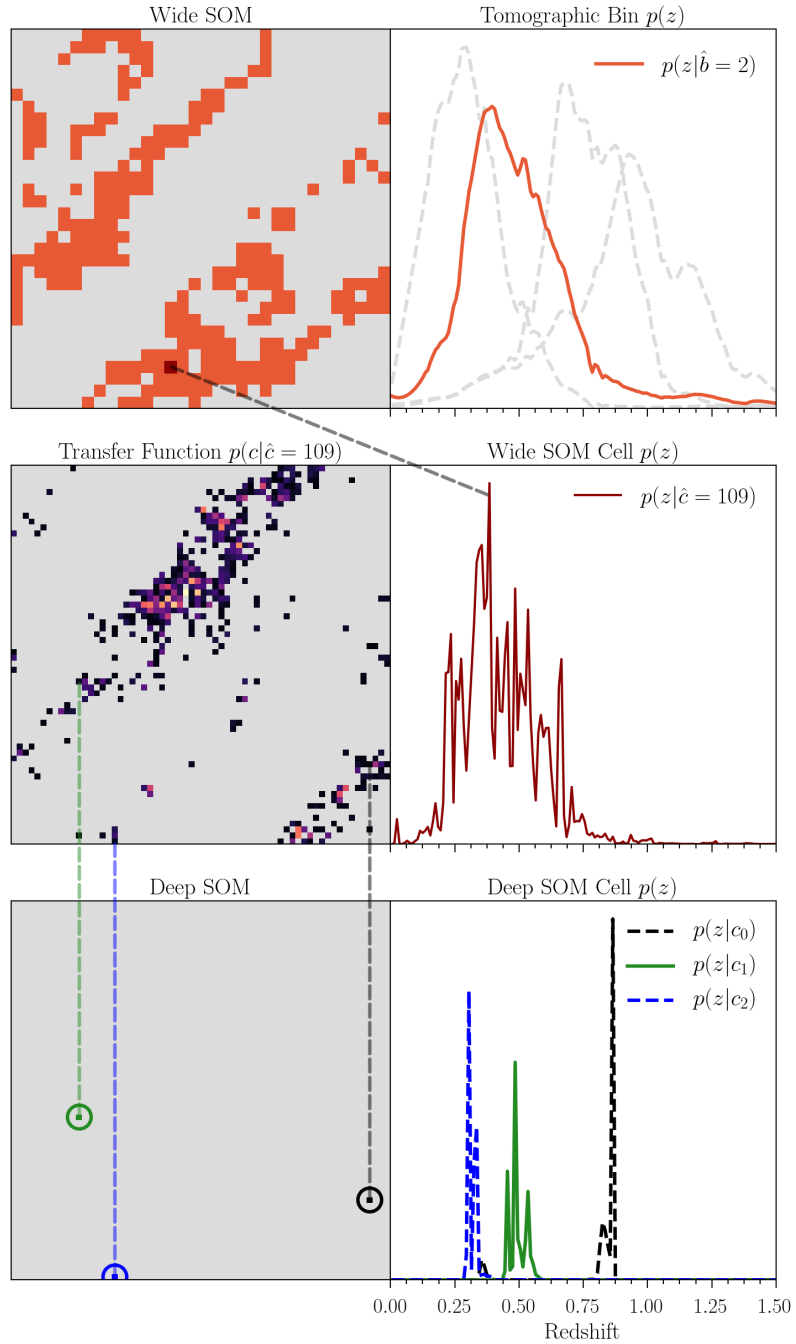 Wide SOM
Tomographic Bin p(z)
p(z|b̂ = 2)
Transfer Function p(c|ĉ = 109)
Wide SOM Cell p(z)
p(z|ĉ = 109)
Deep SOM
Deep SOM Cell p(z)
p(z|c₀)
p(z|c₁)
p(z|c₂)
0.00 0.25 0.50 0.75 1.00 1.25 1.50
Redshift